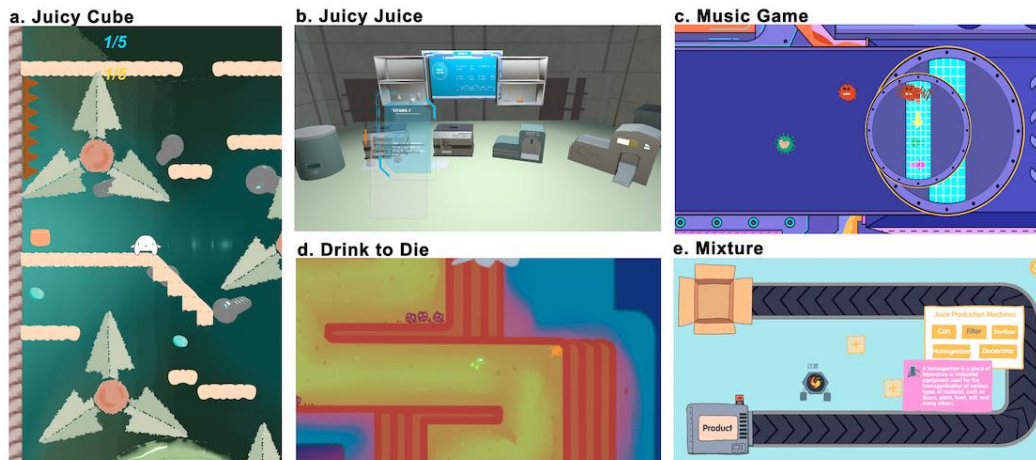 a. Juicy Cube
1/5
b. Juicy Juice
c. Music Game
d. Drink to Die
e. Mixture
Juice Production Machines
Can
Filter
Sterilizer
Homogenizer
Deaerator
过滤
A homogenizer is a piece of
laboratory or industrial
equipment used for the
homogenization of various
types of material, such as
tissue, plant, food, soil, and
many others.
Product